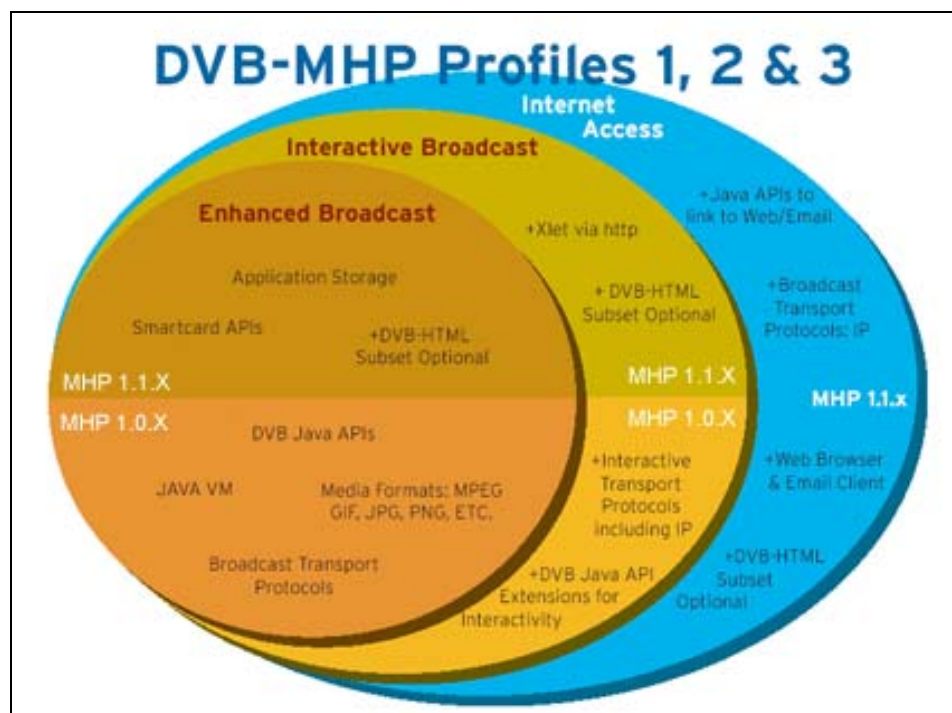 DVB-MHP Profiles 1, 2 & 3
Internet
Access
Interactive Broadcast
Enhanced Broadcast
Application Storage
Smartcard APIs
+DVB-HTML
Subset Optional
MHP 1.1.X
MHP 1.0.X
DVB Java APIs
JAVA VM
Media Formats: MPEG
GIF, JPG, PNG, ETC.
Broadcast Transport
Protocols
+Xlet via http
+ DVB-HTML
Subset Optional
MHP 1.1.X
MHP 1.0.X
+Interactive
Transport
Protocols
including IP
+DVB Java API
Extensions for
Interactivity
+Java APIs to
link to Web/Email
+Broadcast
Transport
Protocols: IP
MHP 1.1.x
+Web Browser
& Email Client
+DVB-HTML
Subset
Optional